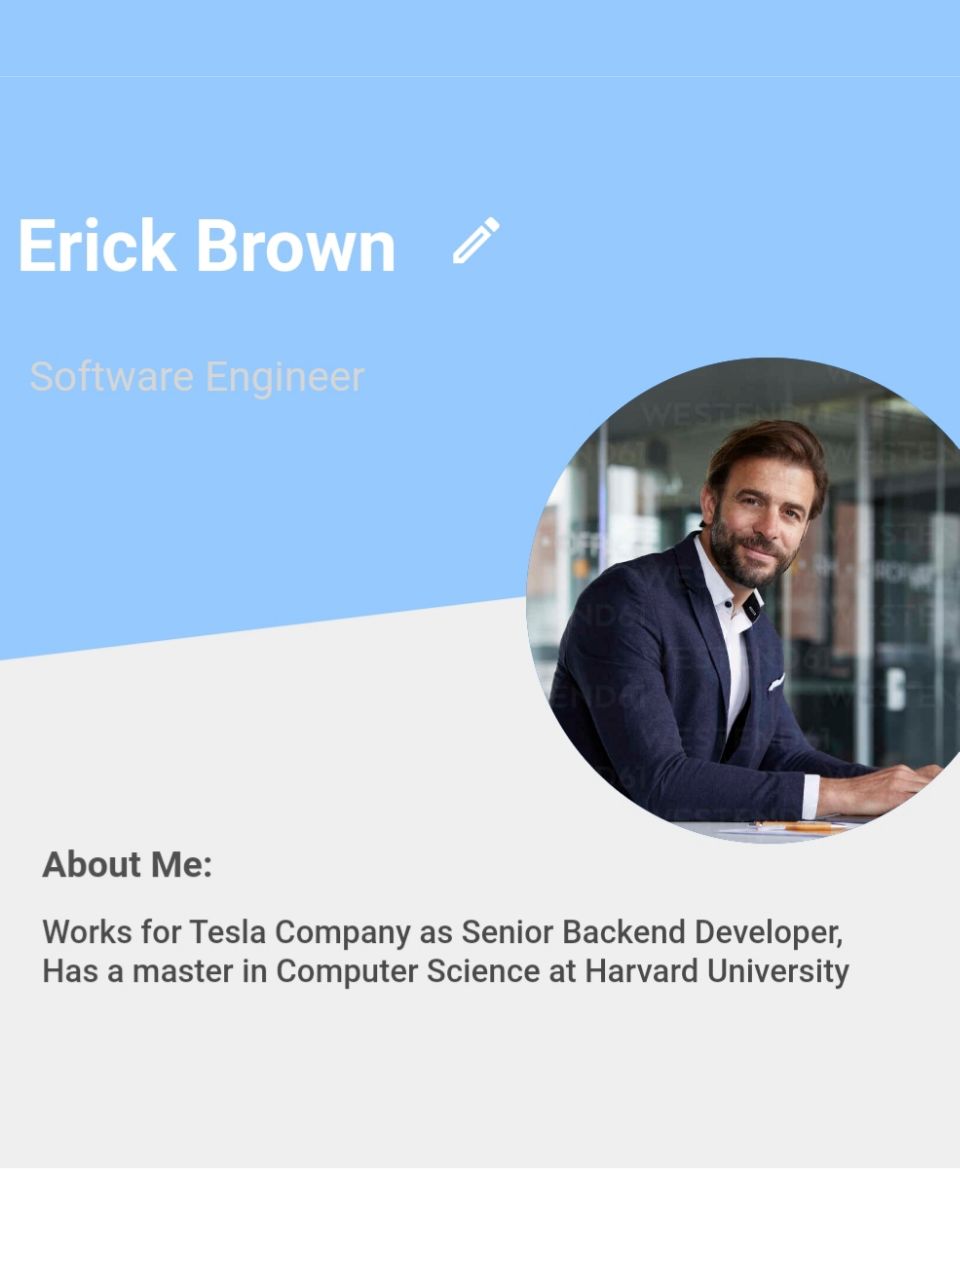 Erick Brown
Software Engineer
WESTEND61
About Me:
Works for Tesla Company as Senior Backend Developer,
Has a master in Computer Science at Harvard University